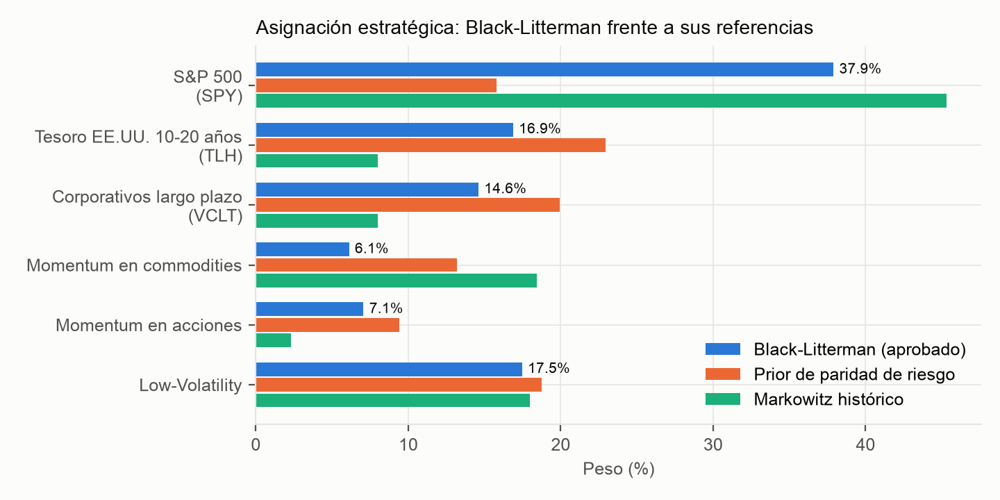 Asignación estratégica: Black-Litterman frente a sus referencias
S&P 500
(SPY)
37.9%
Tesoro EE.UU. 10-20 años
(TLH)
16.9%
Corporativos largo plazo
(VCLT)
14.6%
Momentum en commodities
6.1%
Momentum en acciones
7.1%
Low-Volatility
17.5%
Black-Litterman (aprobado)
Prior de paridad de riesgo
Markowitz histórico
0 10 20 30 40
Peso (%)